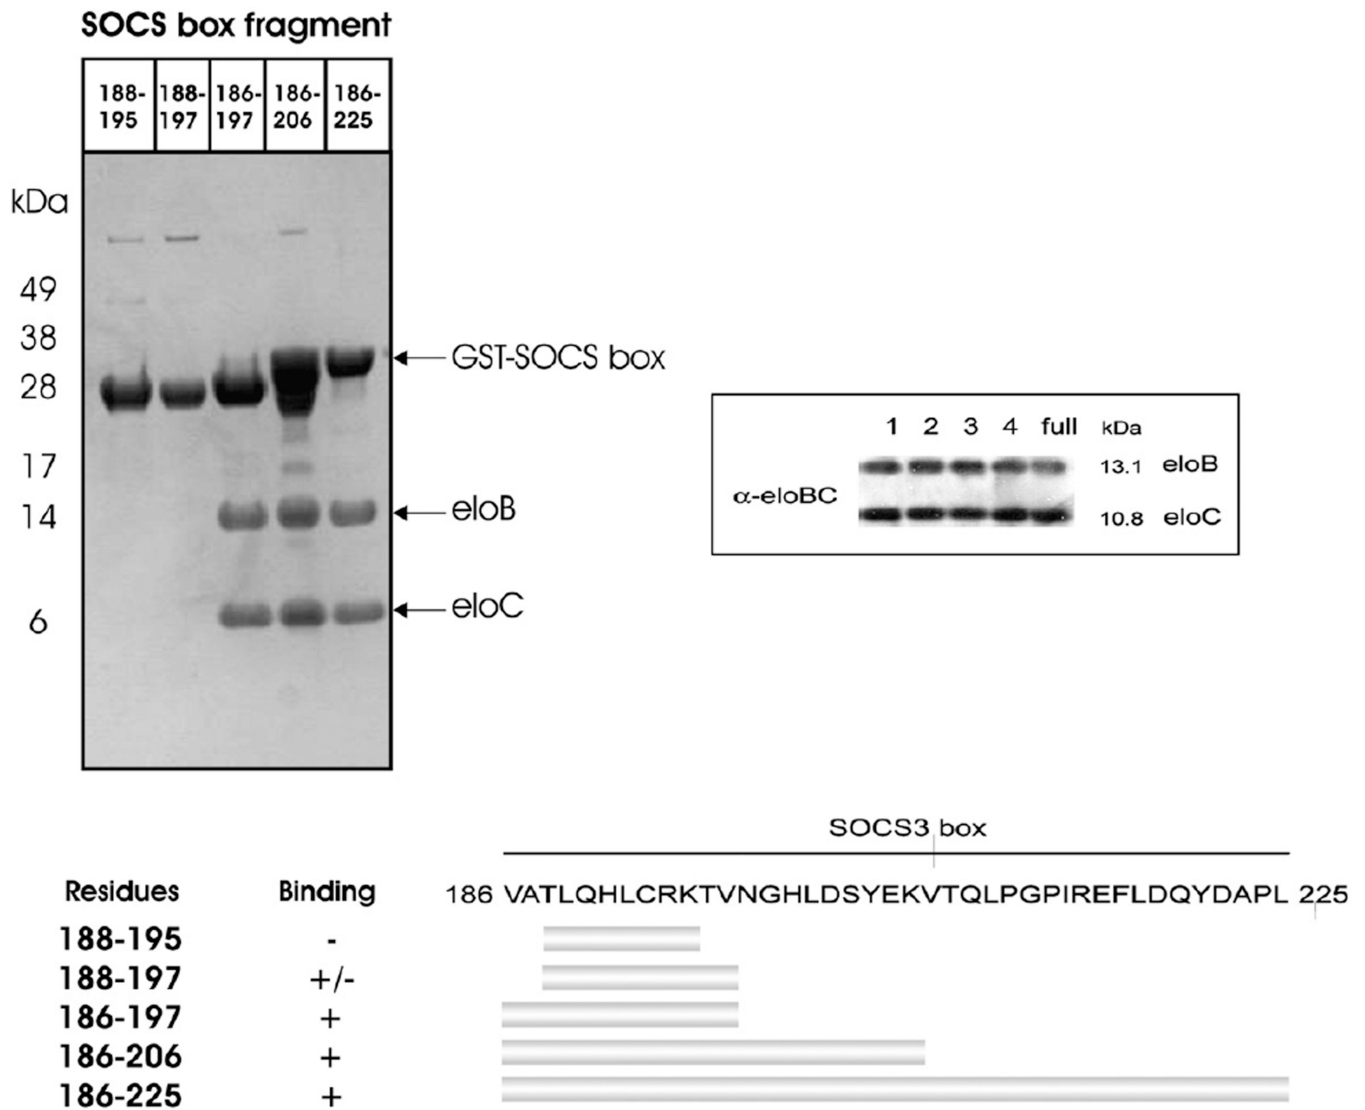 SOCS box fragment
188-195 188-197 186-197 186-206 186-225
kDa
49
38
28
17
14
6
GST-SOCS box
eloB
eloC
1 2 3 4 full kDa
α-eloBC
13.1 eloB
10.8 eloC
SOCS3 box
Residues Binding 186 VATLQHLCRKTVNGHLDSYEKVTQLPGPIREFLDQYDAPL 225
188-195 -
188-197 +/-
186-197 +
186-206 +
186-225 +